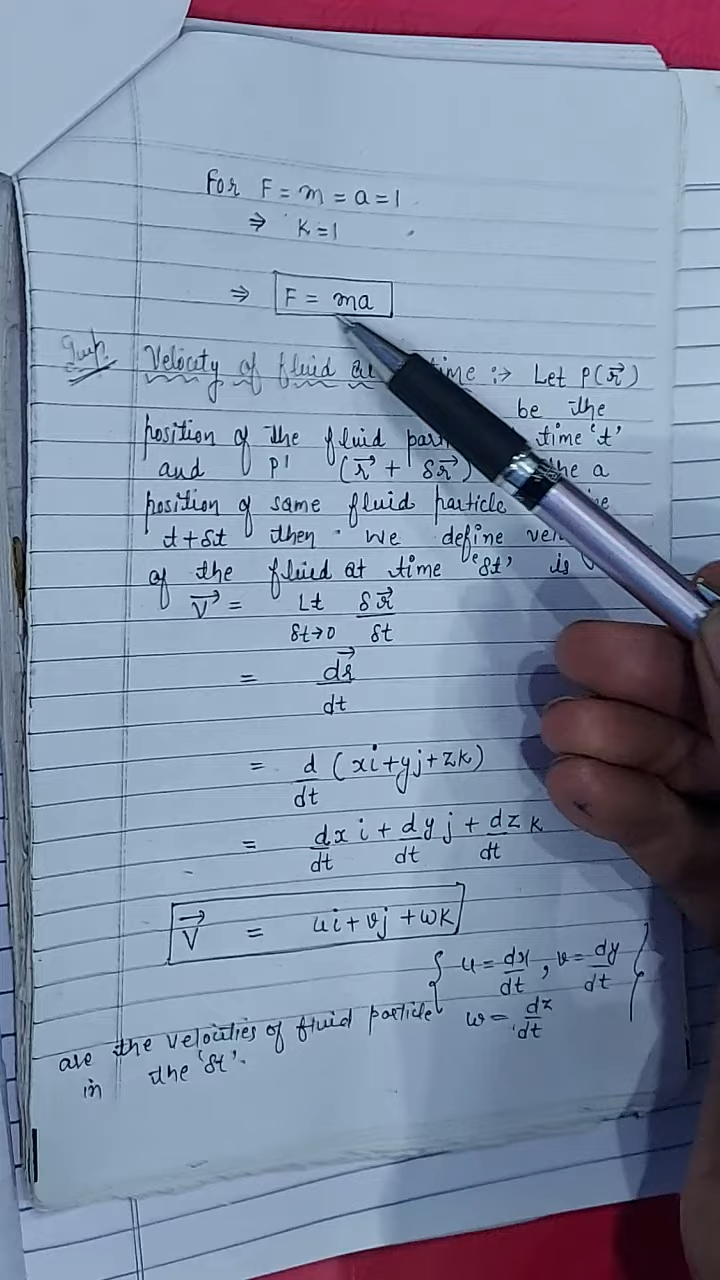 For F = m = a = 1
⇒ K = 1
⇒ F = ma
Imp. Velocity of fluid at time :→ Let P(r⃗)
be the
position of the fluid time 't'
and P' (r⃗ + δr⃗) a
position of same fluid particle
t+δt then we define
of the fluid at time 'δt' is
V⃗ = Lt δr⃗
δt→0 δt
= dr⃗
dt
= d (xi+yj+zk)
dt
= dx i + dy j + dz k
dt dt dt
V⃗ = ui+vj+wk
{ u = dx/dt, v = dy/dt
w = dz/dt }
are the velocities of fluid particle
in the 'δt'.